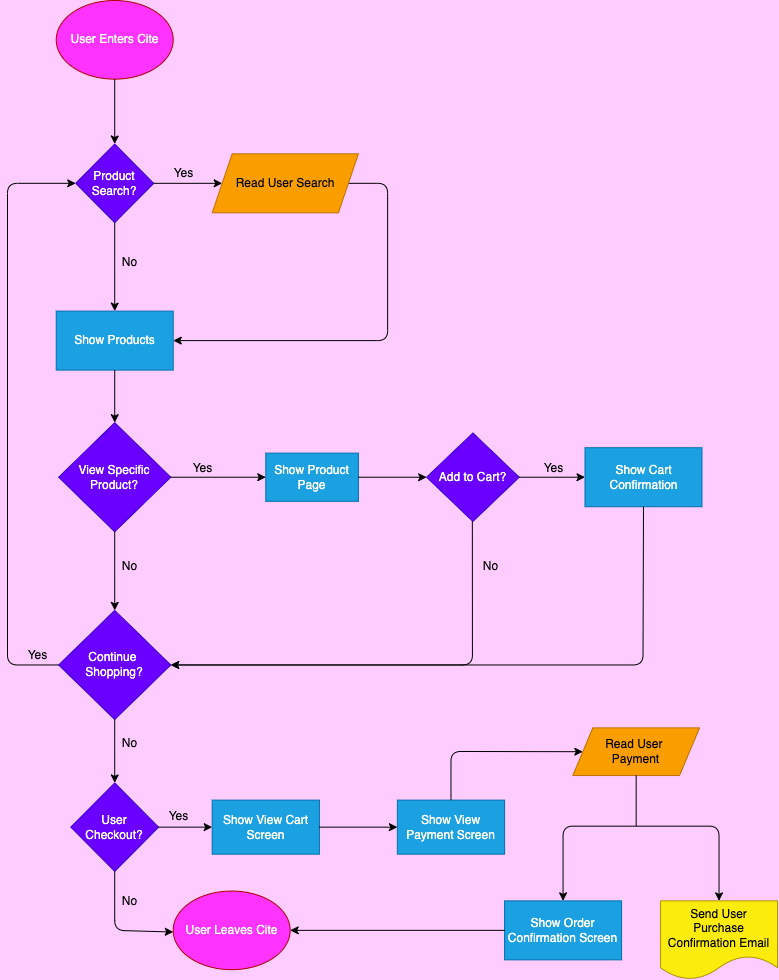 User Enters Cite
Product
Search?
Yes
Read User Search
No
Show Products
View Specific
Product?
Yes
Show Product
Page
Add to Cart?
Yes
Show Cart
Confirmation
No
No
Continue
Shopping?
Yes
No
User
Checkout?
Yes
Show View Cart
Screen
Show View
Payment Screen
Read User
Payment
No
User Leaves Cite
Show Order
Confirmation Screen
Send User
Purchase
Confirmation Email